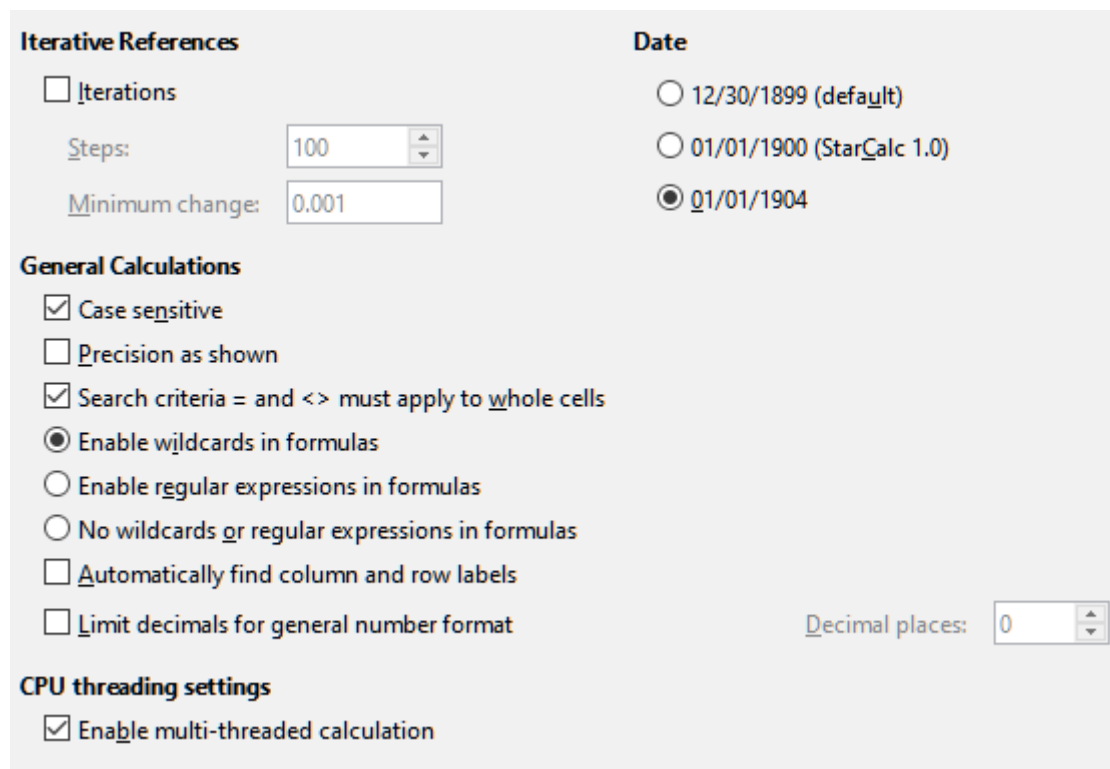 Iterative References
Iterations
Steps: 100
Minimum change: 0.001
Date
12/30/1899 (default)
01/01/1900 (StarCalc 1.0)
01/01/1904
General Calculations
Case sensitive
Precision as shown
Search criteria = and <> must apply to whole cells
Enable wildcards in formulas
Enable regular expressions in formulas
No wildcards or regular expressions in formulas
Automatically find column and row labels
Limit decimals for general number format Decimal places: 0
CPU threading settings
Enable multi-threaded calculation